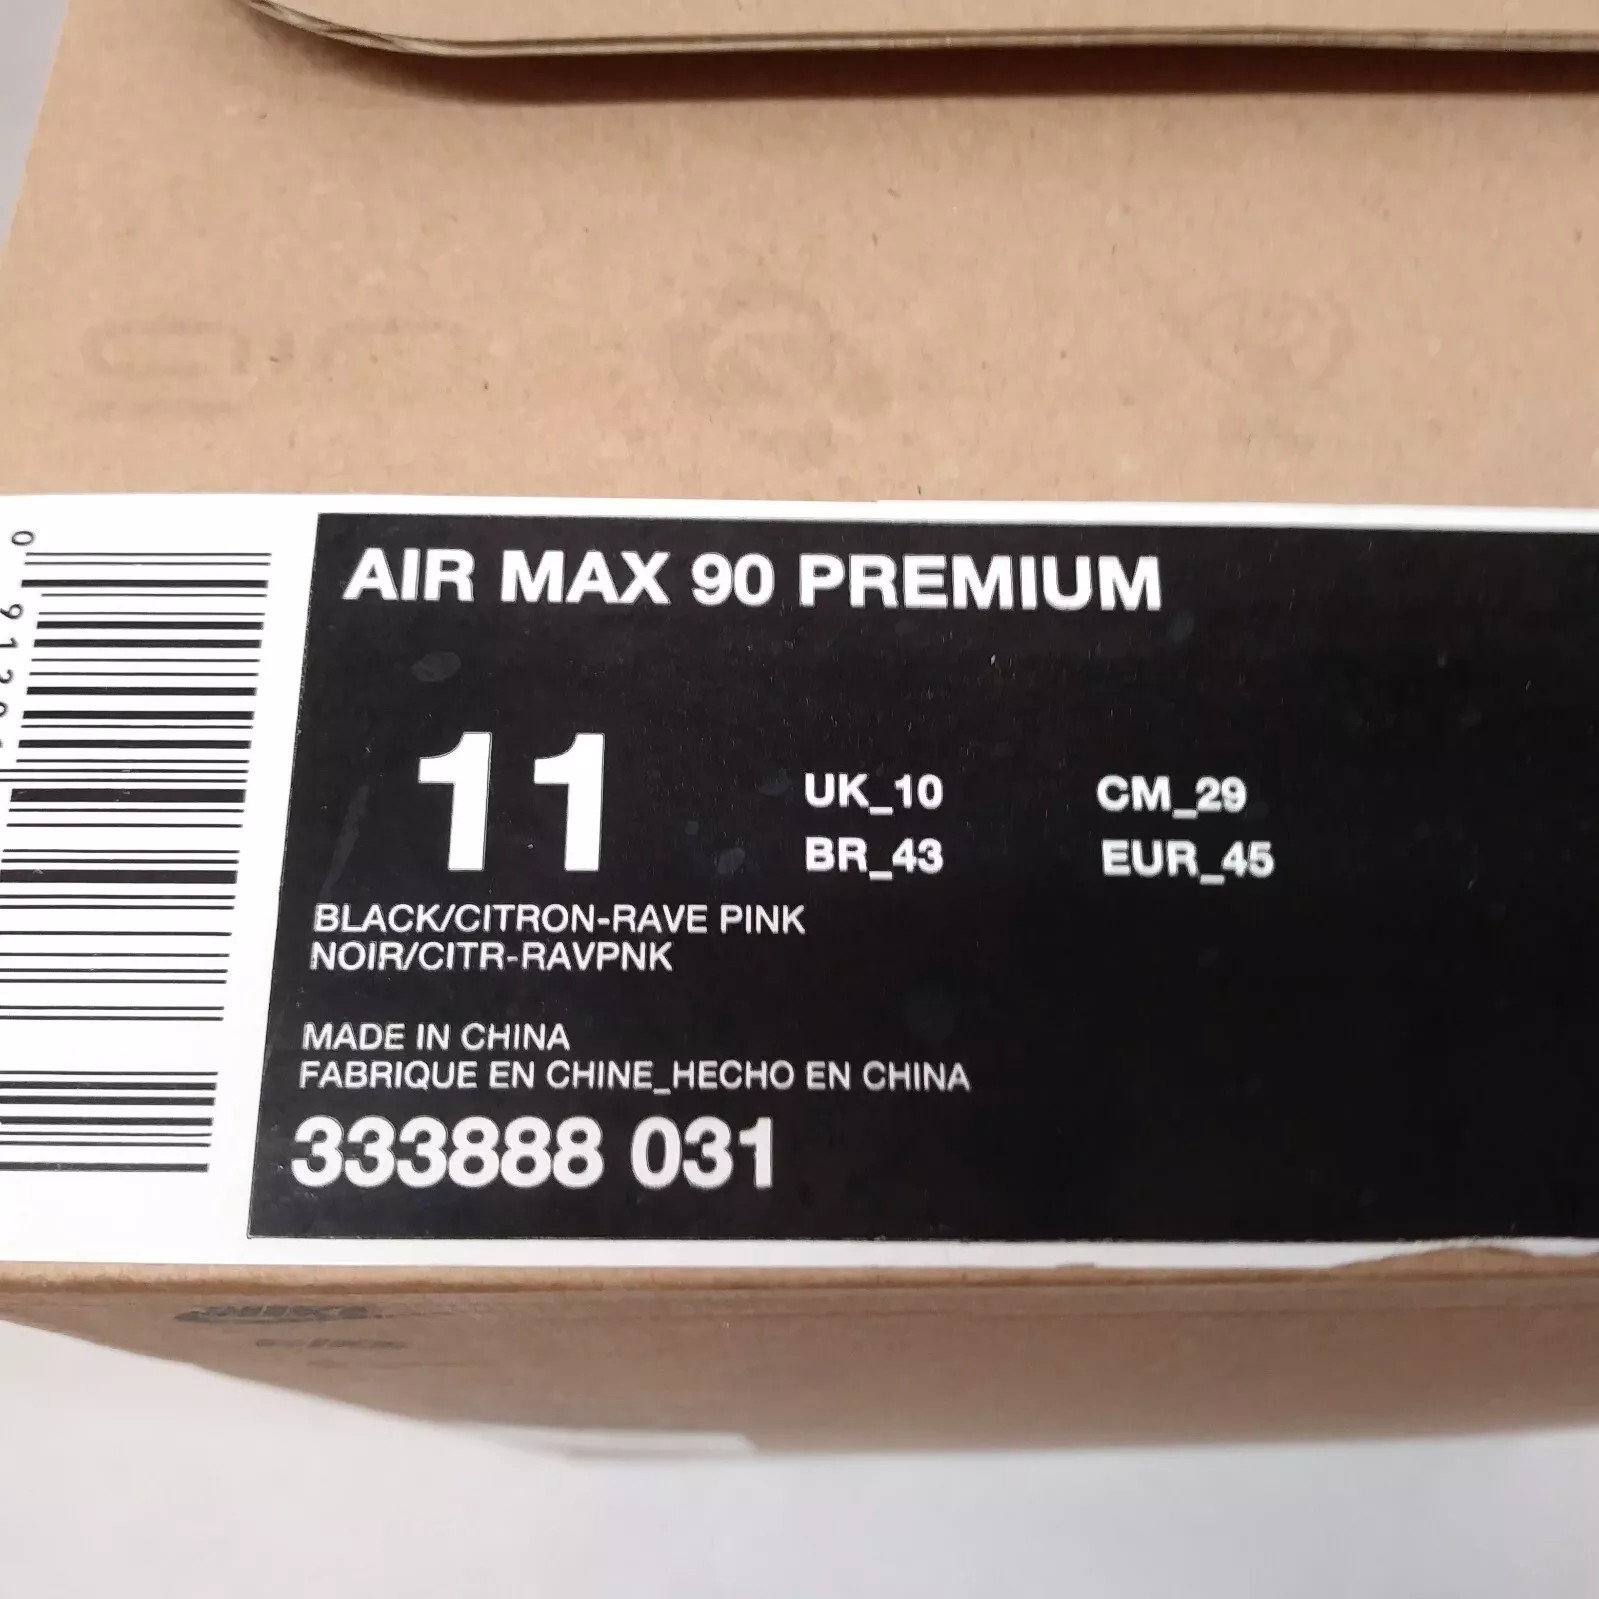 AIR MAX 90 PREMIUM
11
UK_10 CM_29
BR_43 EUR_45
BLACK/CITRON-RAVE PINK
NOIR/CITR-RAVPNK
MADE IN CHINA
FABRIQUE EN CHINE_HECHO EN CHINA
333888 031